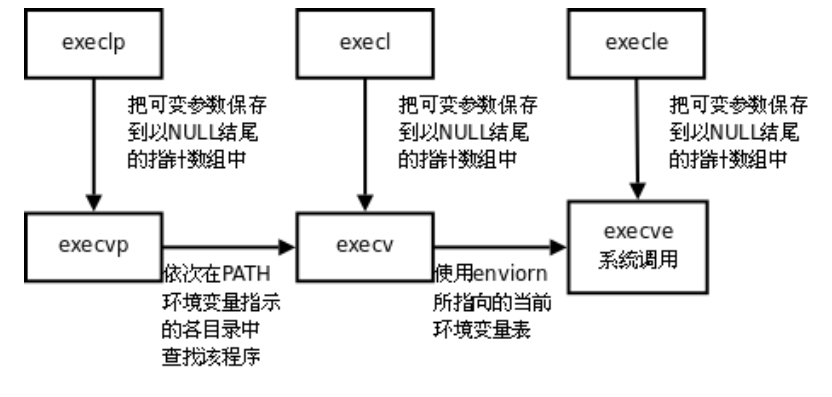 execlp
execl
execle
把可变参数保存
到以NULL结尾
的指针数组中
把可变参数保存
到以NULL结尾
的指针数组中
把可变参数保存
到以NULL结尾
的指针数组中
execvp
execv
execve
系统调用
依次在PATH
环境变量指示
的各目录中
查找该程序
使用enviorn
所指向的当前
环境变量表